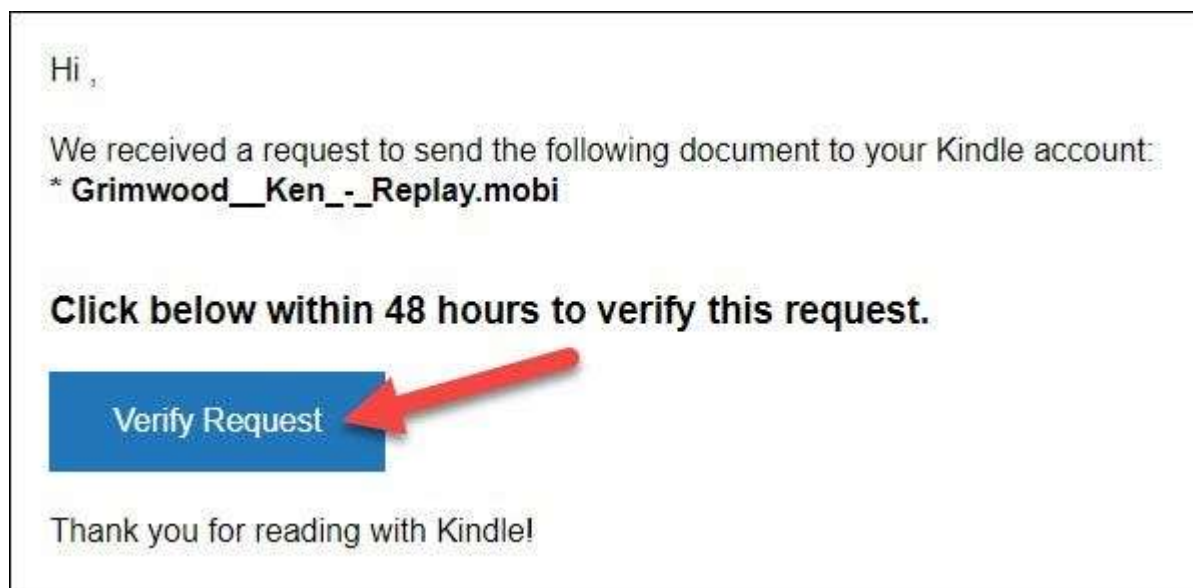 Hi ,
We received a request to send the following document to your Kindle account:
* Grimwood__Ken_-_Replay.mobi
Click below within 48 hours to verify this request.
Verify Request
Thank you for reading with Kindle!